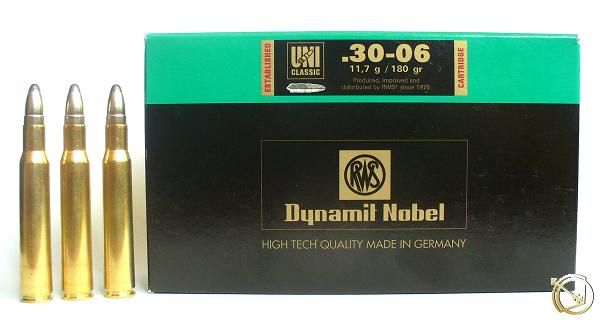 ESTABLISHED
UNI
CLASSIC
.30-06
11,7 g / 180 gr
Produced, improved and
distributed by RWS® since 1975.
CARTRIDGE
RWS
Dynamit Nobel
HIGH TECH QUALITY MADE IN GERMANY